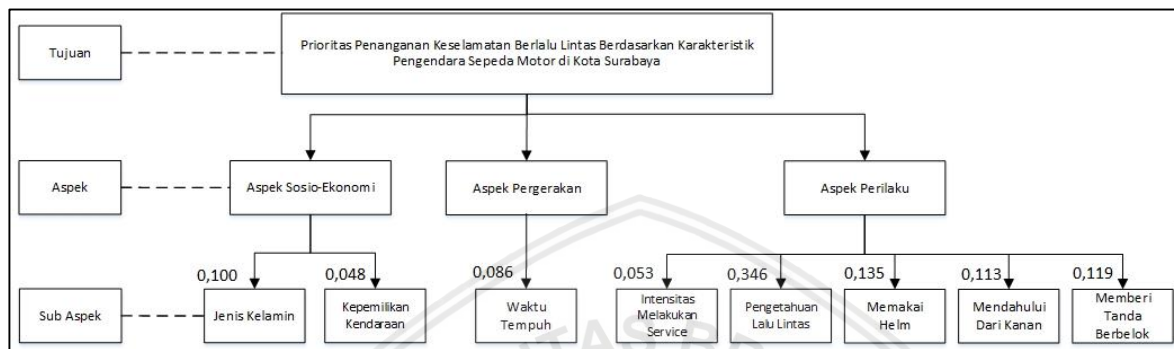 Tujuan
Prioritas Penanganan Keselamatan Berlalu Lintas Berdasarkan Karakteristik
Pengendara Sepeda Motor di Kota Surabaya
Aspek
Aspek Sosio-Ekonomi
Aspek Pergerakan
Aspek Perilaku
0,100
0,048
0,086
0,053
0,346
0,135
0,113
0,119
Sub Aspek
Jenis Kelamin
Kepemilikan
Kendaraan
Waktu
Tempuh
Intensitas
Melakukan
Service
Pengetahuan
Lalu Lintas
Memakai
Helm
Mendahului
Dari Kanan
Memberi
Tanda
Berbelok